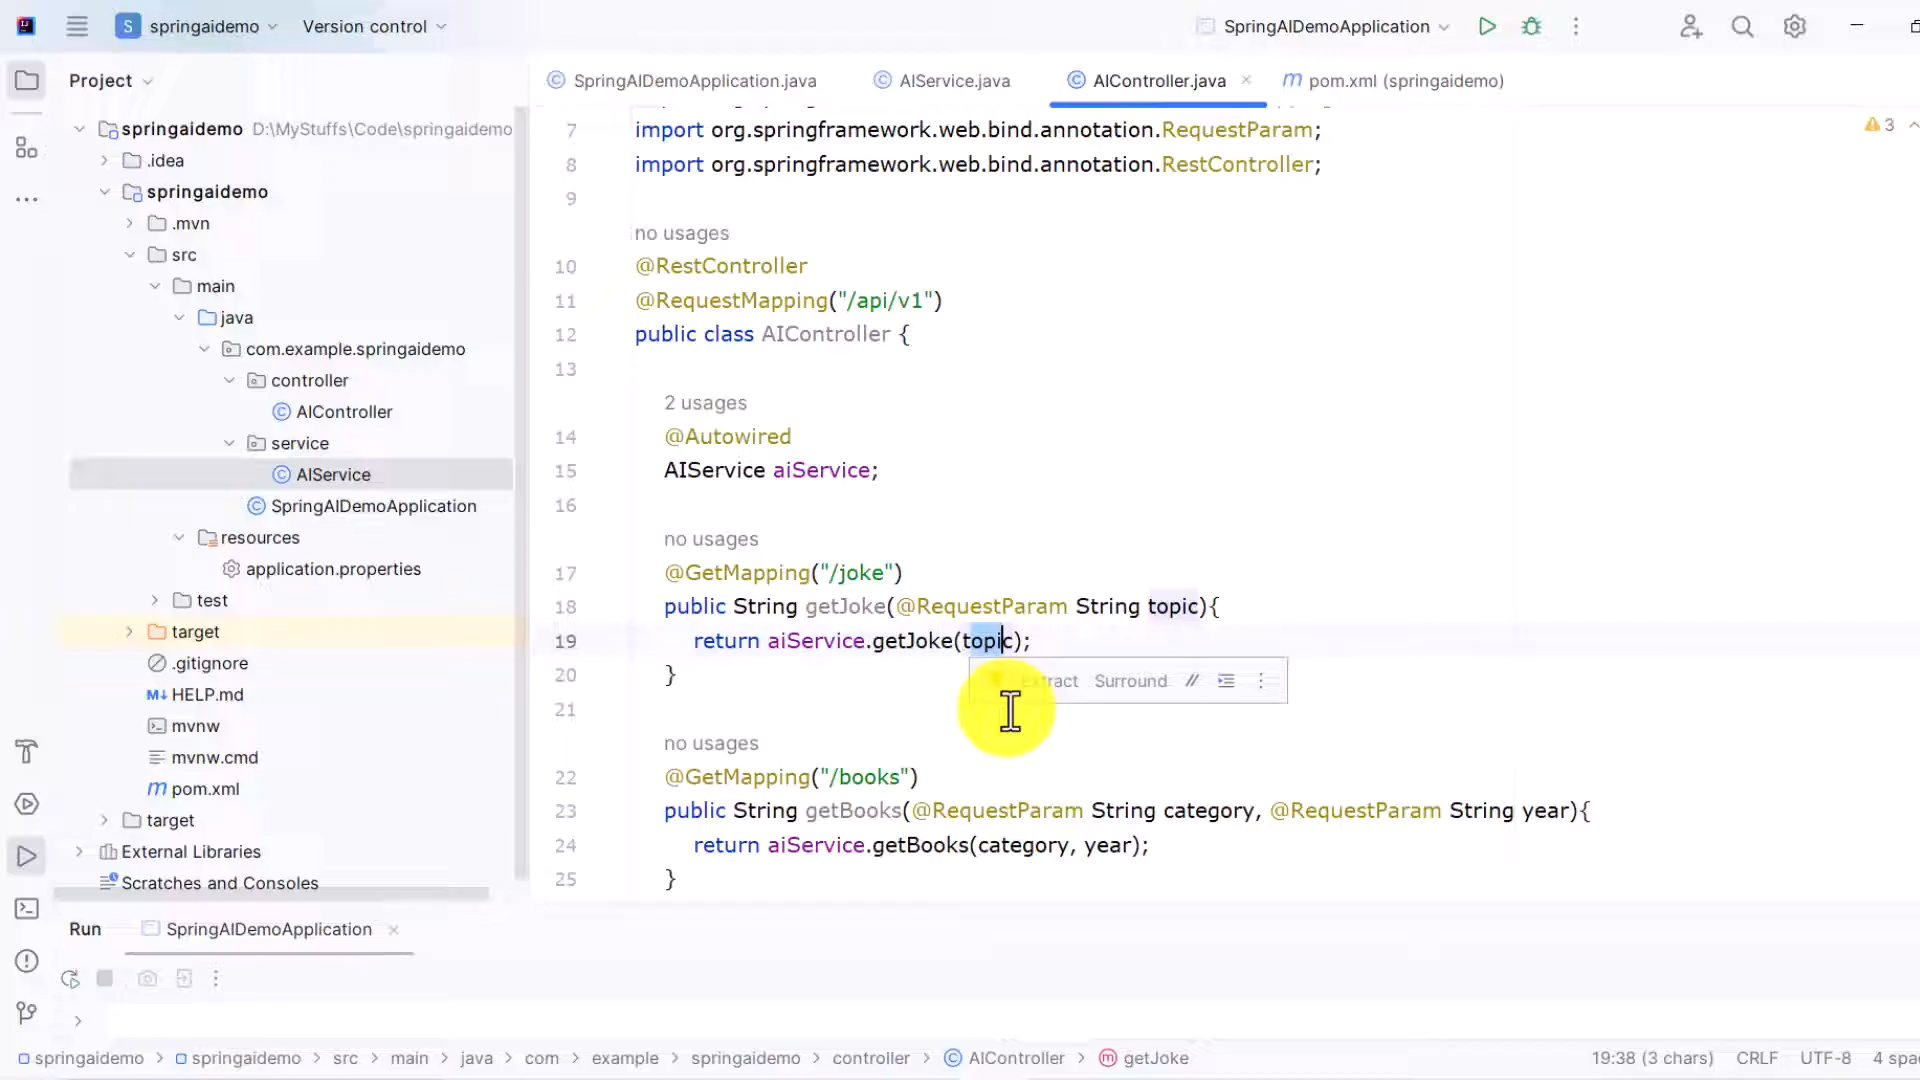 S springaidemo Version control SpringAIDemoApplication
Project
SpringAIDemoApplication.java AIService.java AIController.java pom.xml (springaidemo)
springaidemo D:\MyStuffs\Code\springaidemo
.idea
springaidemo
.mvn
src
main
java
com.example.springaidemo
controller
AIController
service
AIService
SpringAIDemoApplication
resources
application.properties
test
target
.gitignore
HELP.md
mvnw
mvnw.cmd
pom.xml
target
External Libraries
Scratches and Consoles
3
7 import org.springframework.web.bind.annotation.RequestParam;
8 import org.springframework.web.bind.annotation.RestController;
9
no usages
10 @RestController
11 @RequestMapping("/api/v1")
12 public class AIController {
13
2 usages
14 @Autowired
15 AIService aiService;
16
no usages
17 @GetMapping("/joke")
18 public String getJoke(@RequestParam String topic){
19 return aiService.getJoke(topic);
20 }
Extract Surround //
21
no usages
22 @GetMapping("/books")
23 public String getBooks(@RequestParam String category, @RequestParam String year){
24 return aiService.getBooks(category, year);
25 }
Run SpringAIDemoApplication
springaidemo > springaidemo > src > main > java > com > example > springaidemo > controller > AIController > getJoke 19:38 (3 chars) CRLF UTF-8 4 spac